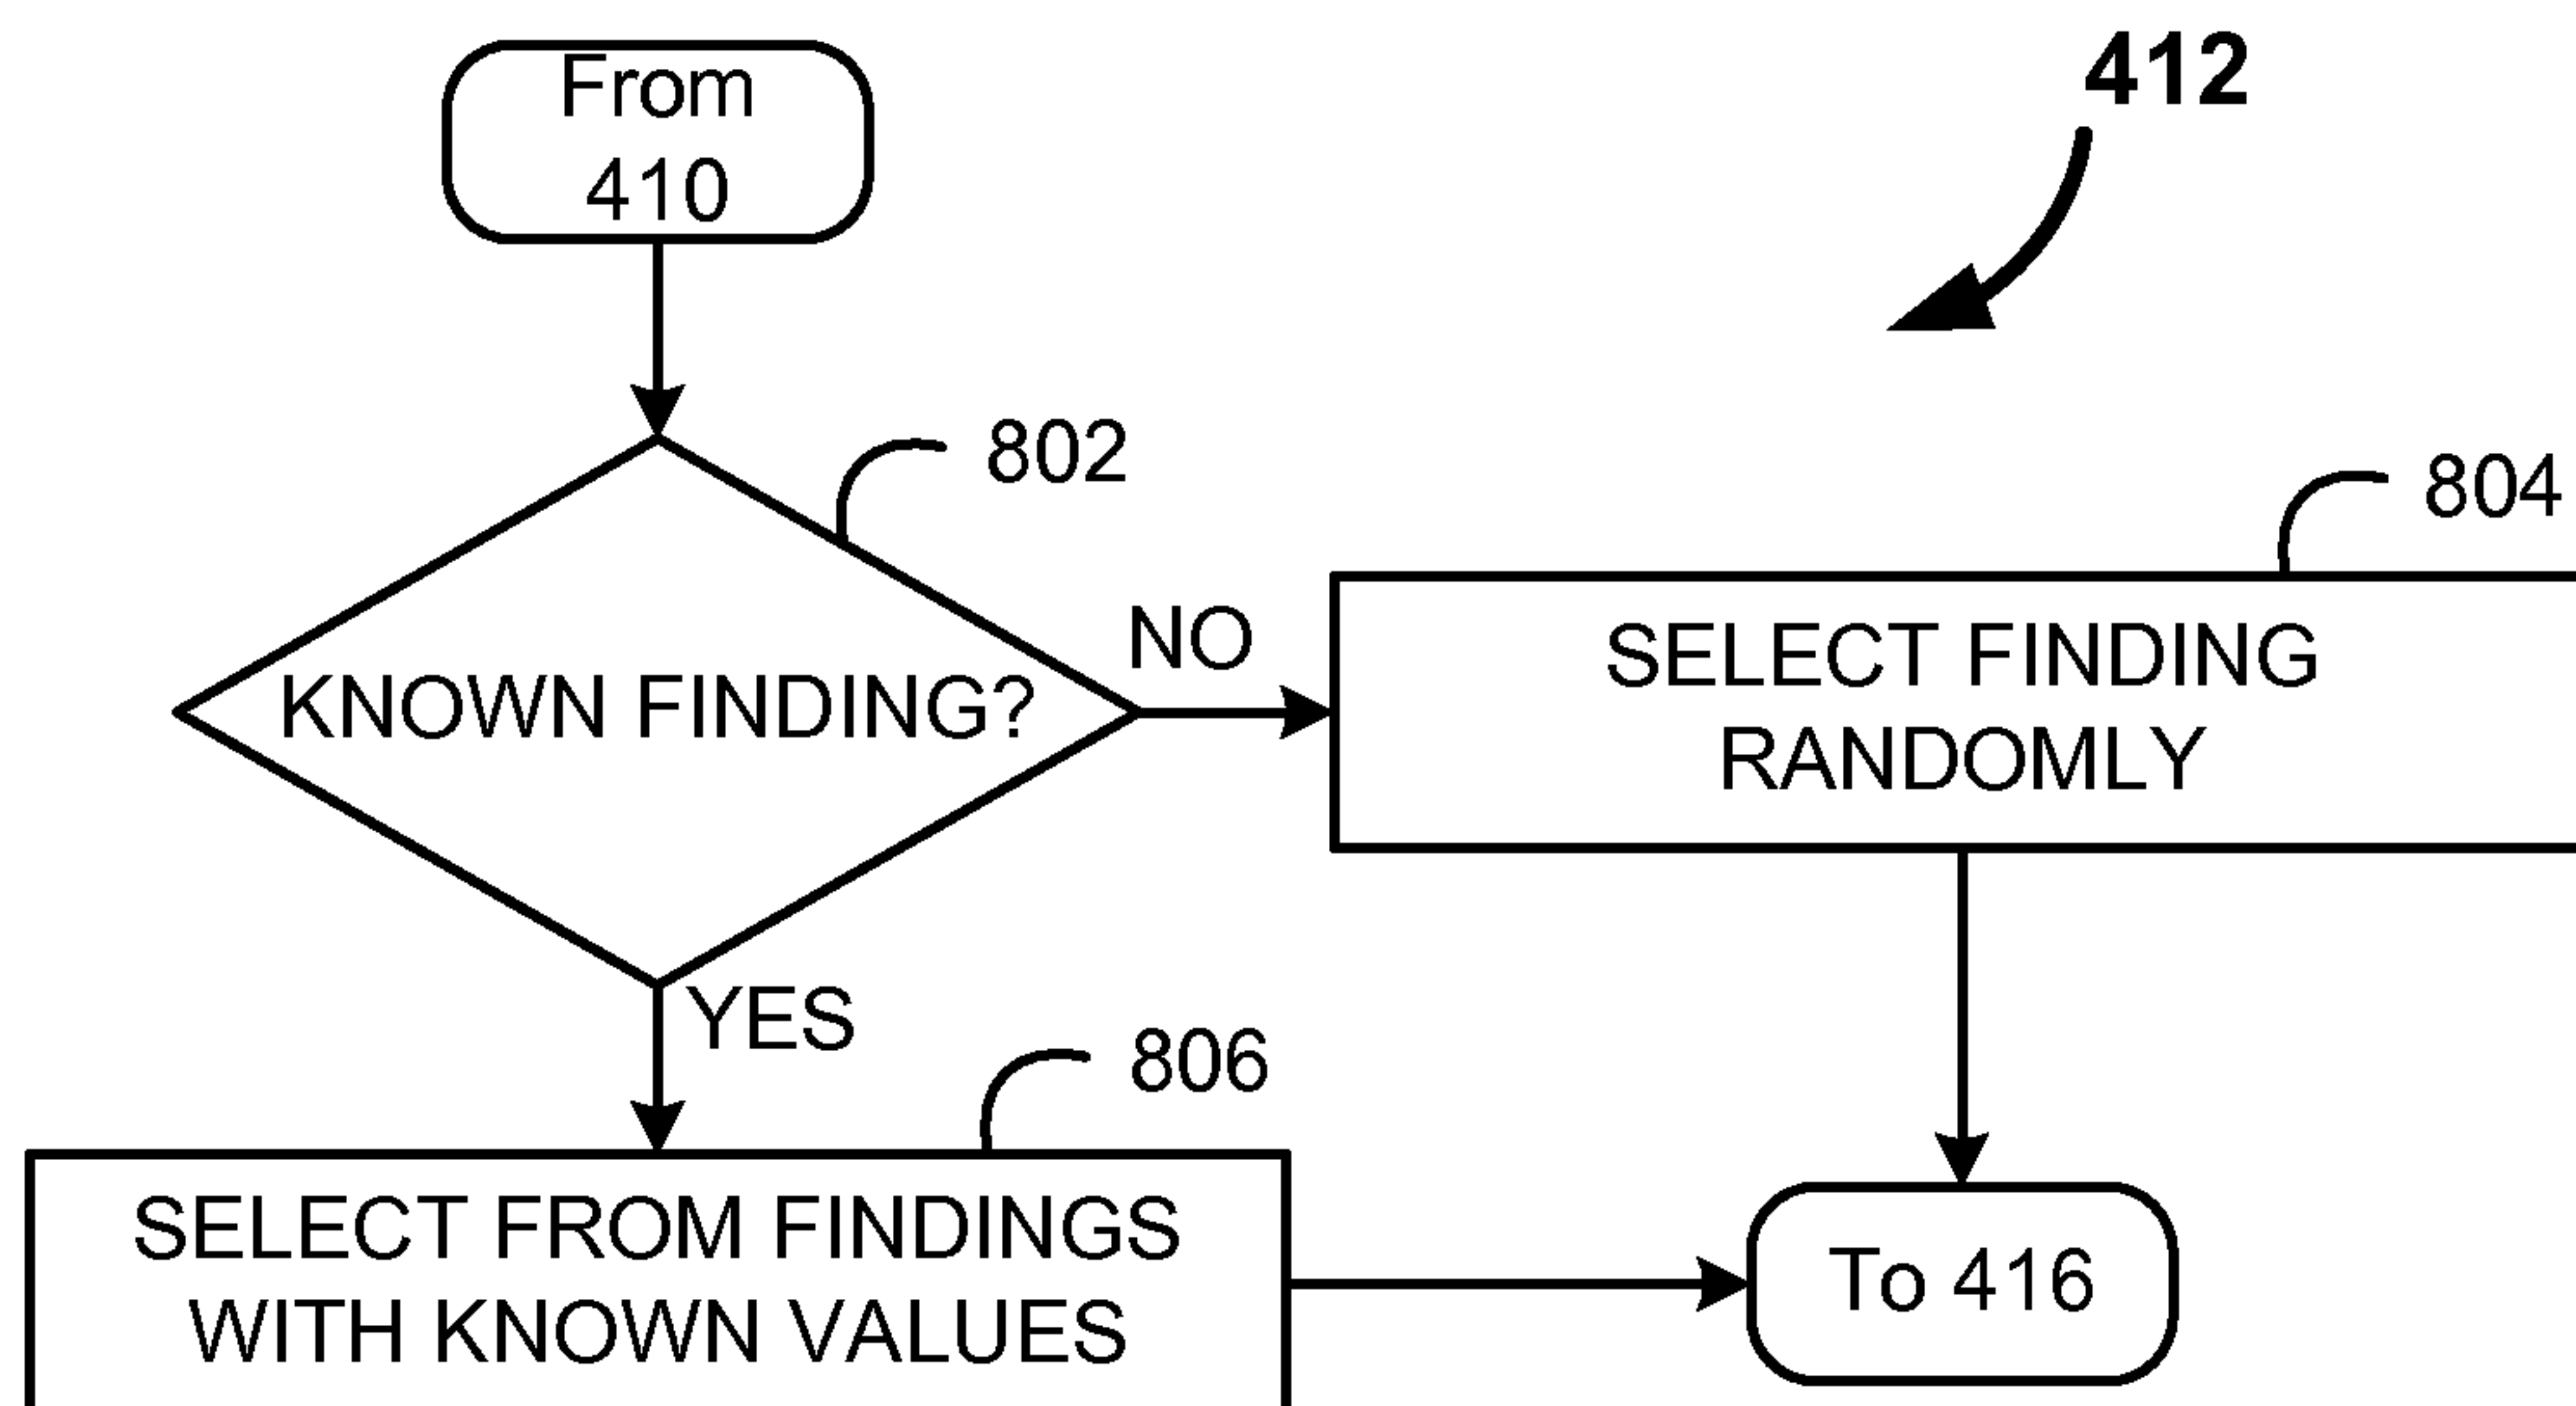 From
410
412
802
804
KNOWN FINDING?
NO
SELECT FINDING
RANDOMLY
YES
806
SELECT FROM FINDINGS
WITH KNOWN VALUES
To 416